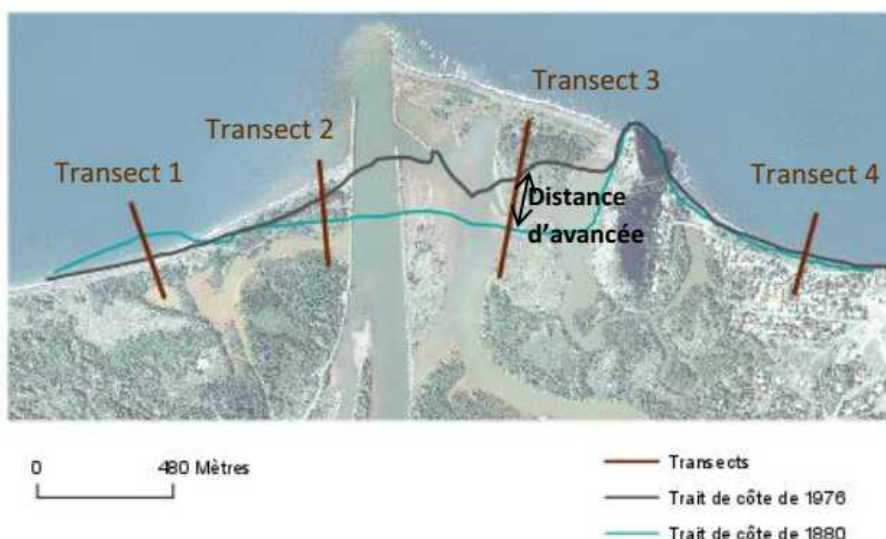 Transect 3
Transect 2
Transect 1
Transect 4
Distance
d'avancée
0 480 Mètres
Transects
Trait de côte de 1976
Trait de côte de 1880